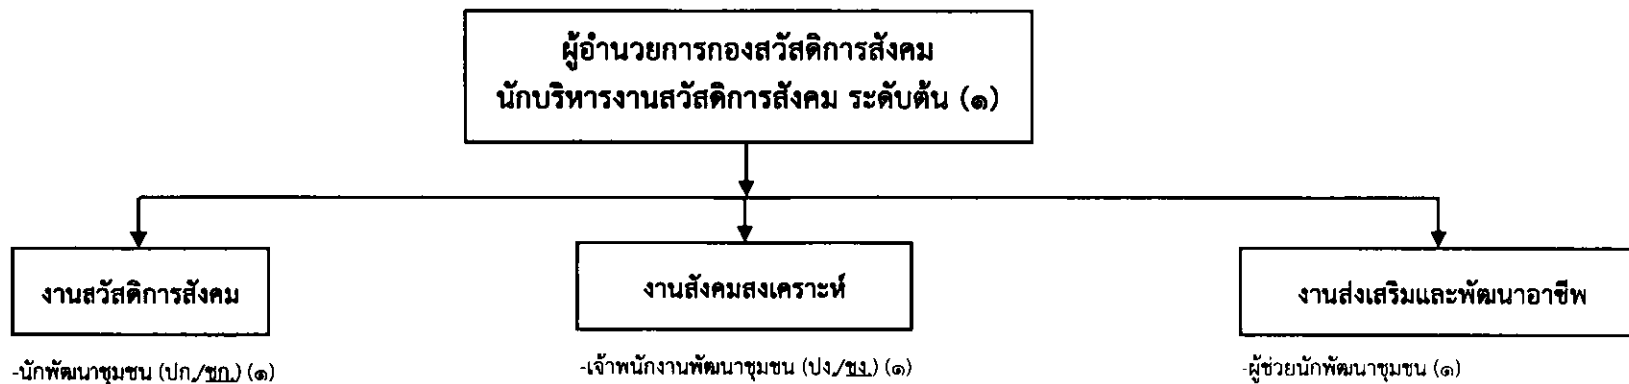 ผู้อำนวยการกองสวัสดิการสังคม
นักบริหารงานสวัสดิการสังคม ระดับต้น (๑)
งานสวัสดิการสังคม
งานสังคมสงเคราะห์
งานส่งเสริมและพัฒนาอาชีพ
-นักพัฒนาชุมชน (ปก./ชก.) (๑)
-เจ้าพนักงานพัฒนาชุมชน (ปง./ชง.) (๑)
-ผู้ช่วยนักพัฒนาชุมชน (๑)